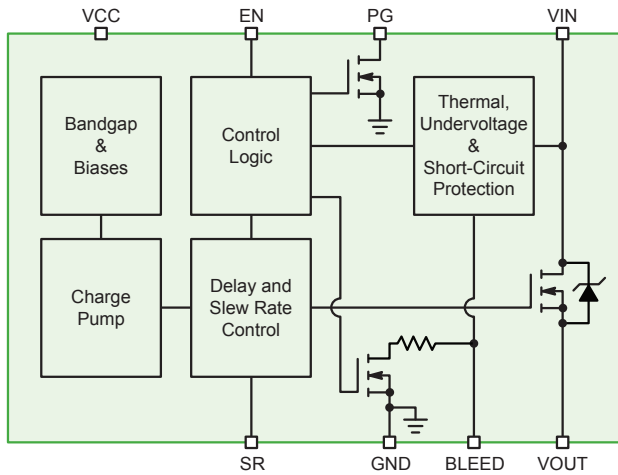 VCC
EN
PG
VIN
Bandgap
&
Biases
Control
Logic
Thermal,
Undervoltage
&
Short-Circuit
Protection
Charge
Pump
Delay and
Slew Rate
Control
SR
GND
BLEED
VOUT